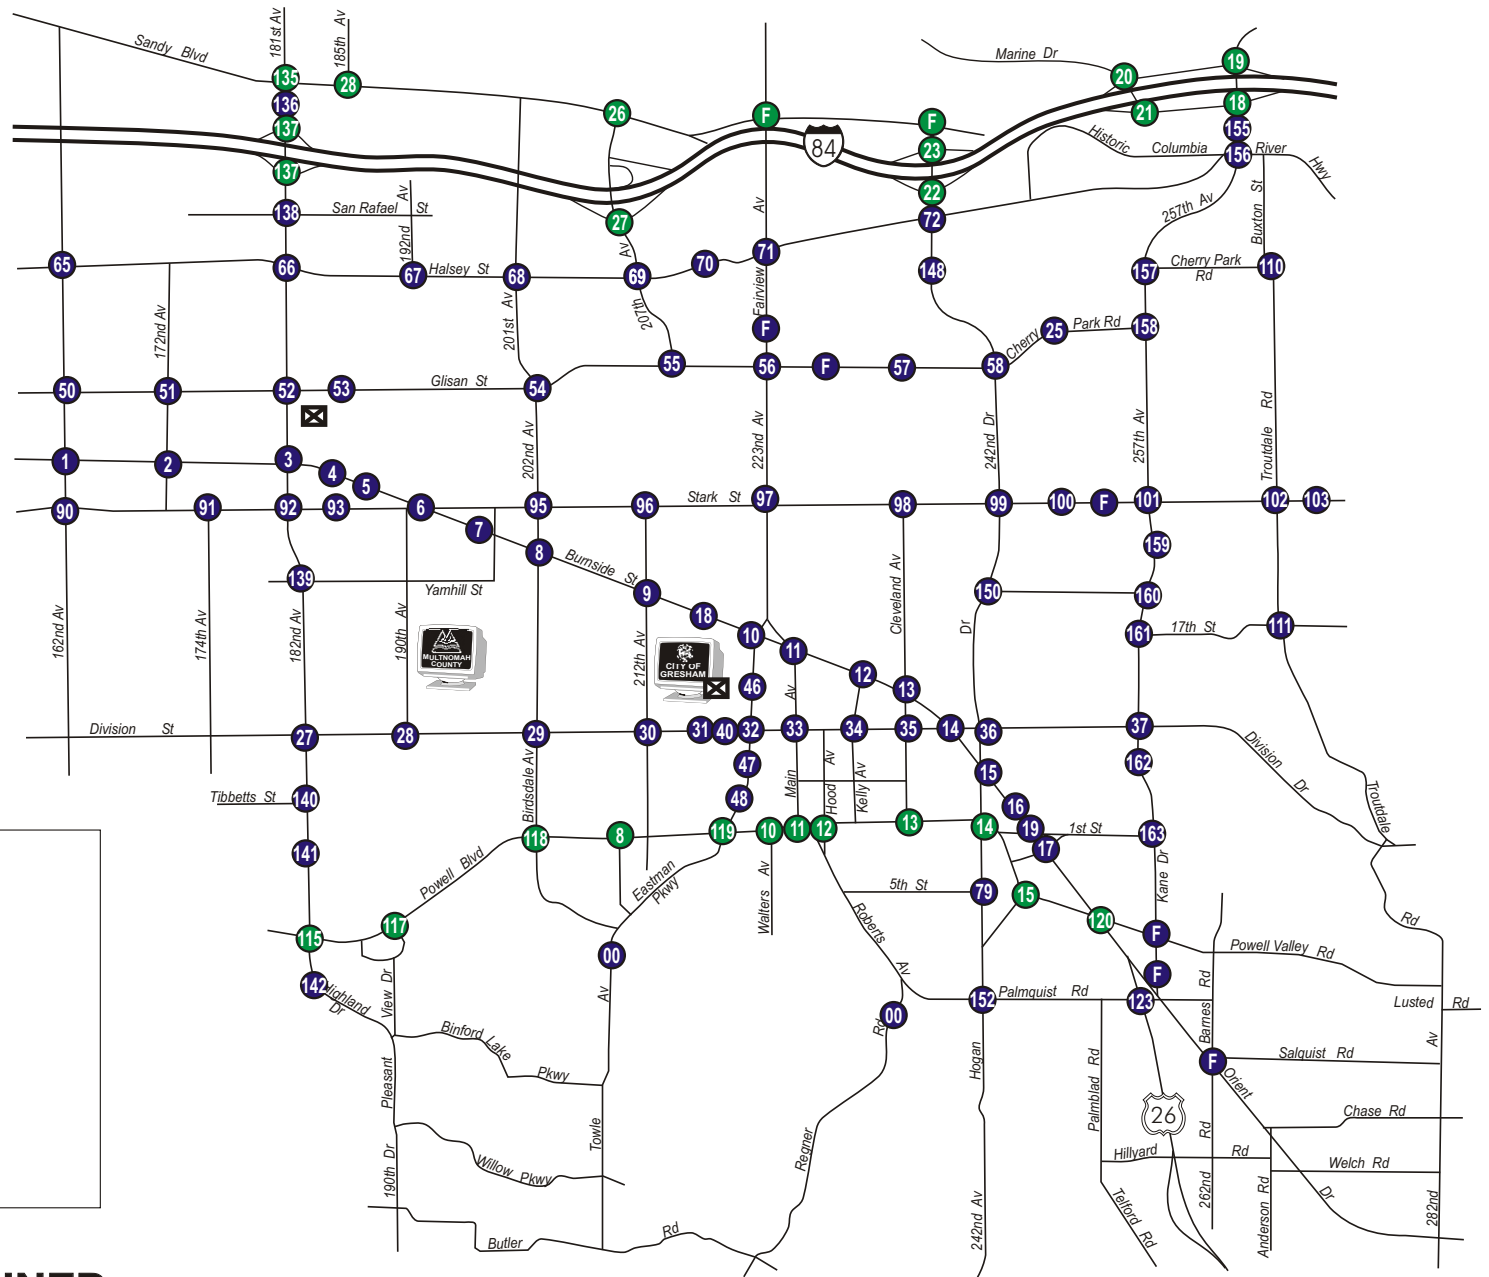 181st Av
185th Av
Sandy Blvd
Marine Dr
19
20
135
28
136
26
18
21
F
F
137
155
84
23
Historic
Columbia
156
River
Hwy
137
22
192nd Av
San Rafael St
138
27
72
257th Av
Buxton St
Av
Av
71
65
66
67
Halsey St
68
69
70
148
157
Cherry Park
Rd
110
Fairview
172nd Av
201st Av
207th
F
Cherry
25
Park Rd
158
55
56
F
57
58
50
51
52
53
Glisan St
54
202nd Av
223nd Av
242nd Dr
257th Av
Troutdale Rd
1
2
3
4
5
90
91
92
93
6
95
96
Stark St
97
98
99
100
F
101
102
103
7
8
Burnside St
159
139
Yamhill St
9
150
160
162nd Av
174th Av
182nd Av
190th Av
212th Av
Cleveland Av
Dr
18
10
11
161
17th St
111
MULTNOMAH
COUNTY
CITY OF
GRESHAM
12
13
46
Av
Division St
27
28
29
30
31
40
32
33
34
35
14
36
37
Division Dr
47
15
162
Birdsdale Av
Main
Hood Av
Kelly Av
Tibbetts St
140
48
16
Troutdale
118
8
119
10
11
12
13
14
19
1st St
163
141
17
Powell Blvd
Eastman
Pkwy
Walters Av
5th St
79
15
Kane Dr
Roberts Av
115
117
120
F
Powell Valley Rd
Rd
00
F
142
Highland
Dr
View Dr
Av
152
Palmquist Rd
123
Barnes Rd
Lusted Rd
00
Rd
Binford Lake
Pkwy
Hogan
Palmblad Rd
F
Salquist Rd
Av
Orient
Pleasant
26
Chase Rd
Towle
Regner
Hillyard
Rd
Rd
Welch Rd
Willow Pkwy
190th Dr
Telford Rd
262nd
Anderson Rd
Dr
282nd
242nd Av
Butler
Rd